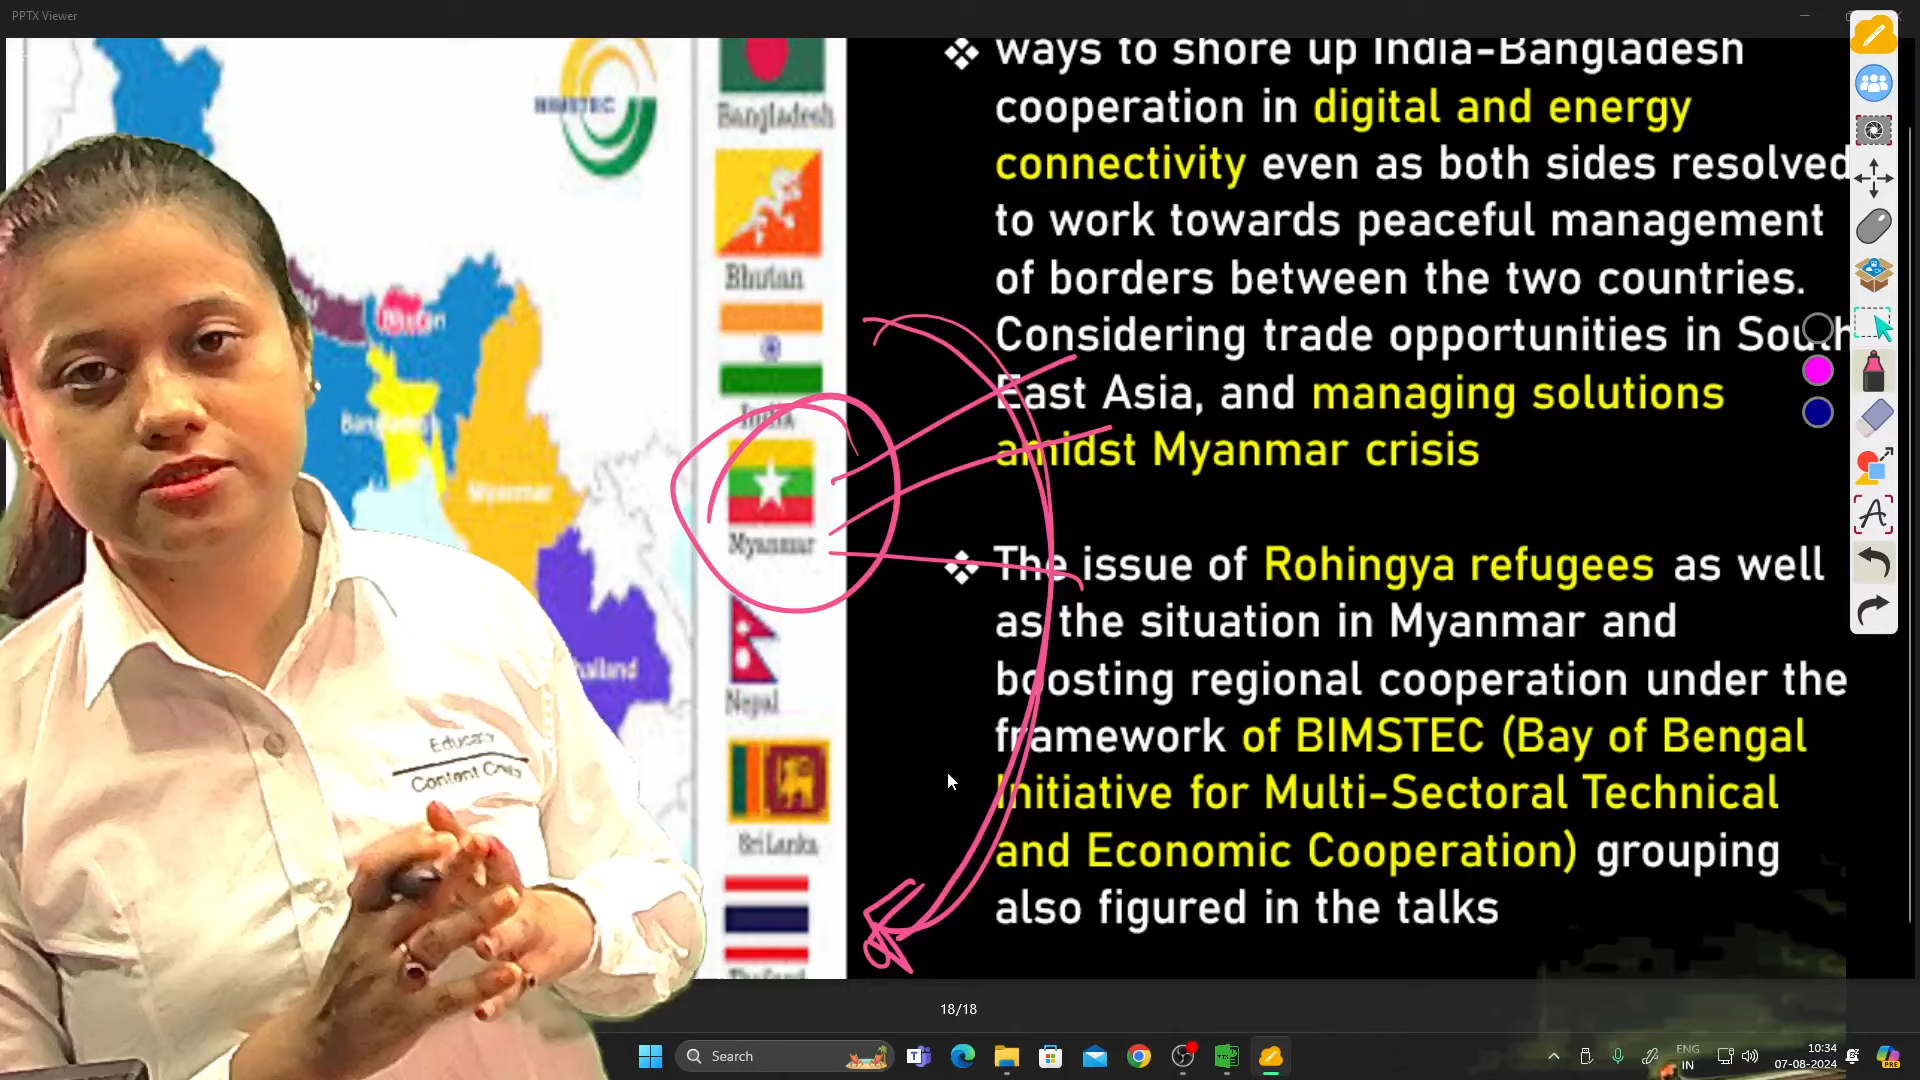 PPTX Viewer
BIMSTEC
Bangladesh
Bhutan
India
Myanmar
Nepal
Sri Lanka
Thailand
Bhutan
Bangladesh
Myanmar
hailand
ways to shore up India-Bangladesh
cooperation in digital and energy
connectivity even as both sides resolved
to work towards peaceful management
of borders between the two countries.
Considering trade opportunities in South
East Asia, and managing solutions
amidst Myanmar crisis
The issue of Rohingya refugees as well
as the situation in Myanmar and
boosting regional cooperation under the
framework of BIMSTEC (Bay of Bengal
Initiative for Multi-Sectoral Technical
and Economic Cooperation) grouping
also figured in the talks
Content
18/18
Search
ENG
IN
10:34
07-08-2024
PRE